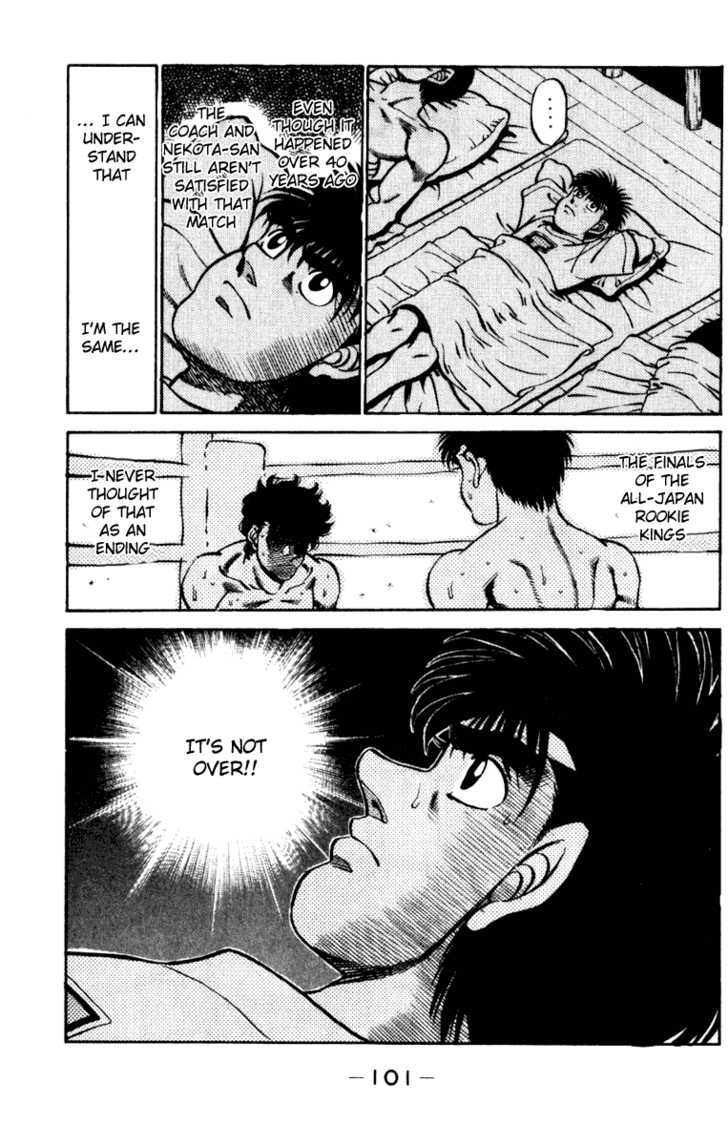 ...
EVEN
THOUGH IT
HAPPENED
OVER 40
YEARS AGO
THE
COACH AND
NEKOTA-SAN
STILL AREN'T
SATISFIED
WITH THAT
MATCH
... I CAN
UNDER-
STAND
THAT
I'M THE
SAME...
THE FINALS
OF THE
ALL-JAPAN
ROOKIE
KINGS
I NEVER
THOUGHT
OF THAT
AS AN
ENDING
IT'S NOT
OVER!!
— 101 —